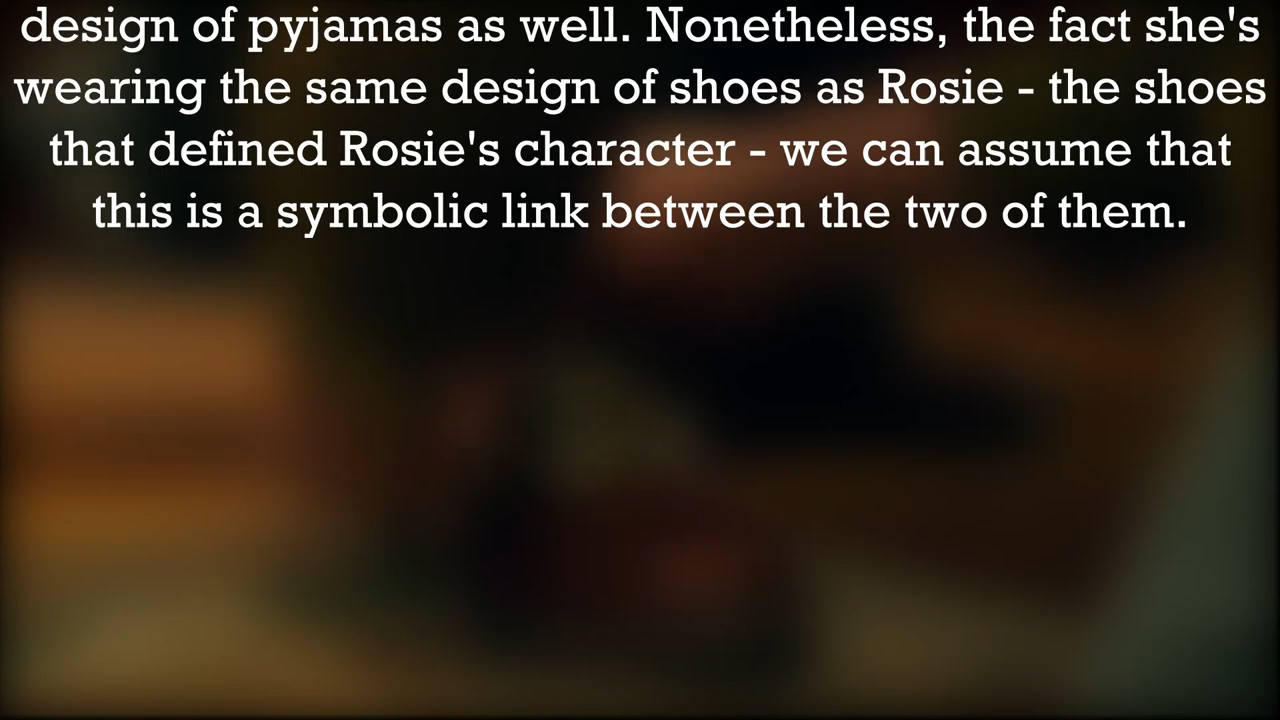 design of pyjamas as well. Nonetheless, the fact she's
wearing the same design of shoes as Rosie - the shoes
that defined Rosie's character - we can assume that
this is a symbolic link between the two of them.